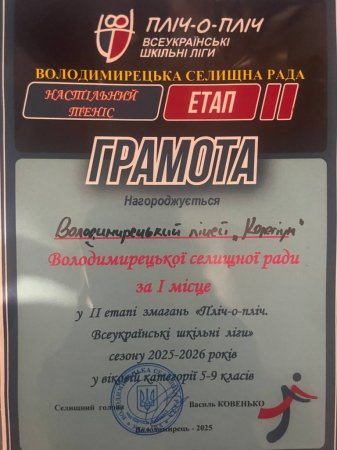 ПЛІЧ-О-ПЛІЧ
ВСЕУКРАЇНСЬКІ
ШКІЛЬНІ ЛІГИ
ВОЛОДИМИРЕЦЬКА СЕЛИЩНА РАДА
НАСТІЛЬНИЙ
ТЕНІС
ЕТАП II
ГРАМОТА
Нагороджується
Володимирецький ліцей „Колегіум"
Володимирецької селищної ради
за І місце
у ІІ етапі змагань «Пліч-о-пліч.
Всеукраїнські шкільні ліги»
сезону 2025-2026 років
у віковій категорії 5-9 класів
Селищний голова Василь КОВЕНЬКО
Володимирець - 2025